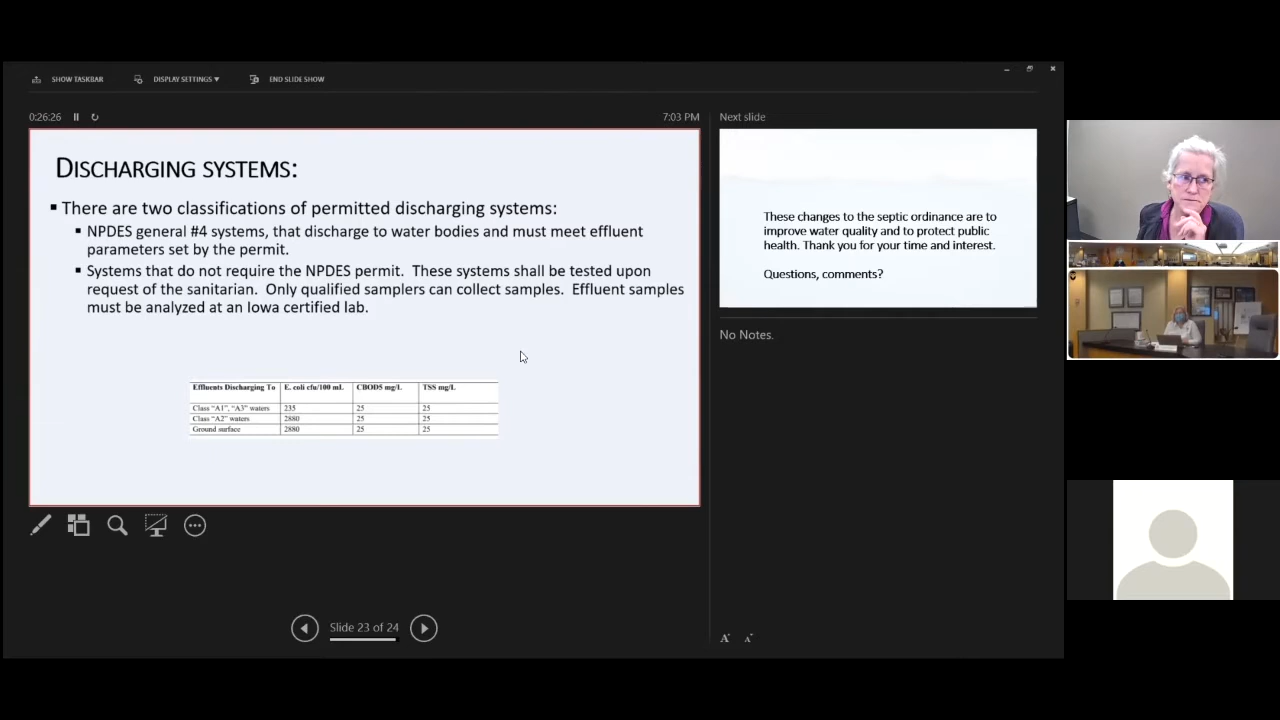 SHOW TASKBAR
DISPLAY SETTINGS ▼
END SLIDE SHOW
0:26:26
7:03 PM
DISCHARGING SYSTEMS:
▪ There are two classifications of permitted discharging systems:
▪ NPDES general #4 systems, that discharge to water bodies and must meet effluent
parameters set by the permit.
▪ Systems that do not require the NPDES permit. These systems shall be tested upon
request of the sanitarian. Only qualified samplers can collect samples. Effluent samples
must be analyzed at an Iowa certified lab.
Effluents Discharging To E. coli cfu/100 mL CBOD5 mg/L TSS mg/L
Class "A1", "A3" waters 235 25 25
Class "A2" waters 2880 25 25
Ground surface 2880 25 25
Slide 23 of 24
Next slide
These changes to the septic ordinance are to
improve water quality and to protect public
health. Thank you for your time and interest.
Questions, comments?
No Notes.
A A